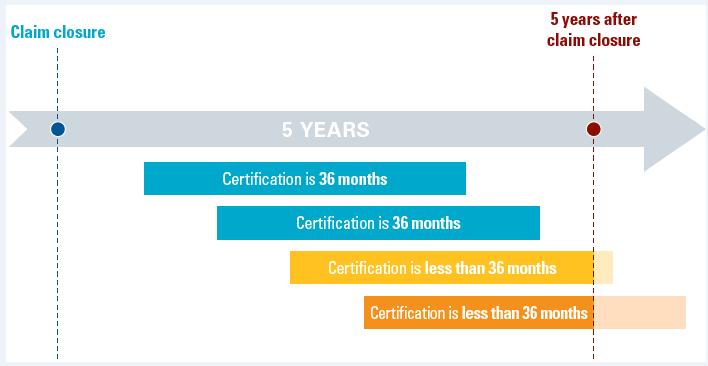 Claim closure
5 years after
claim closure
5 YEARS
Certification is 36 months
Certification is 36 months
Certification is less than 36 months
Certification is less than 36 months